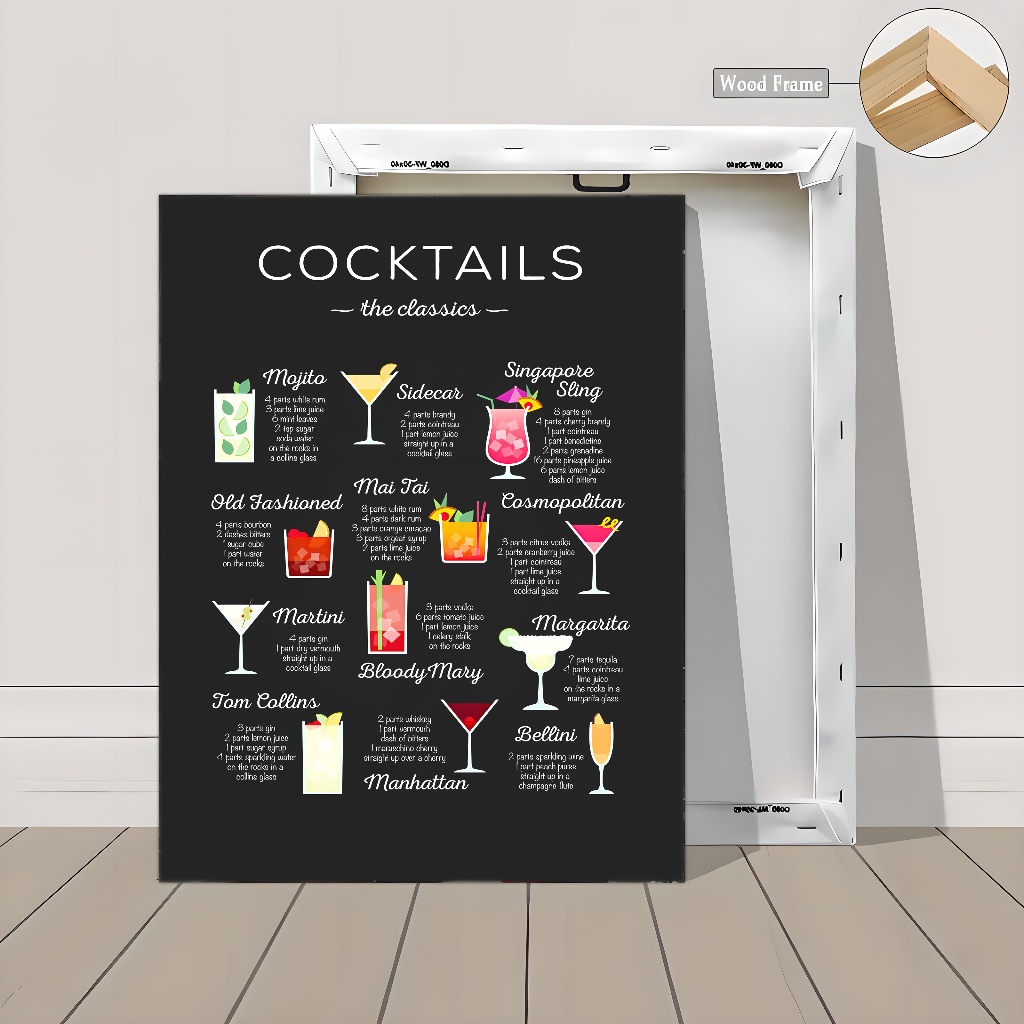 Wood Frame
COCKTAILS
the classics
Mojito
4 parts white rum
3 parts lime juice
6 mint leaves
2 tsp sugar
soda water
on the rocks in
a collins glass
Sidecar
4 parts brandy
2 parts cointreau
1 part lemon juice
straight up in a
cocktail glass
Singapore
Sling
8 parts gin
4 parts cherry brandy
1 part cointreau
1 part benedictine
2 parts grenadine
16 parts pineapple juice
6 parts lemon juice
dash of bitters
Old Fashioned
4 parts bourbon
2 dashes bitters
1 sugar cube
1 part water
on the rocks
Mai Tai
8 parts white rum
4 parts dark rum
3 parts orange curacao
3 parts orgeat syrup
2 parts lime juice
on the rocks
Cosmopolitan
3 parts citrus vodka
2 parts cranberry juice
1 part cointreau
1 part lime juice
straight up in a
cocktail glass
Martini
4 parts gin
1 part dry vermouth
straight up in a
cocktail glass
3 parts vodka
6 parts tomato juice
1 part lemon juice
1 celery stalk
on the rocks
Bloody Mary
Margarita
7 parts tequila
4 parts cointreau
lime juice
on the rocks in a
margarita glass
Tom Collins
3 parts gin
2 parts lemon juice
1 part sugar syrup
4 parts sparkling water
on the rocks in a
collins glass
2 parts whiskey
1 part vermouth
dash of bitters
1 maraschino cherry
straight up over a cherry
Manhattan
Bellini
2 parts sparkling wine
1 part peach puree
straight up in a
champagne flute